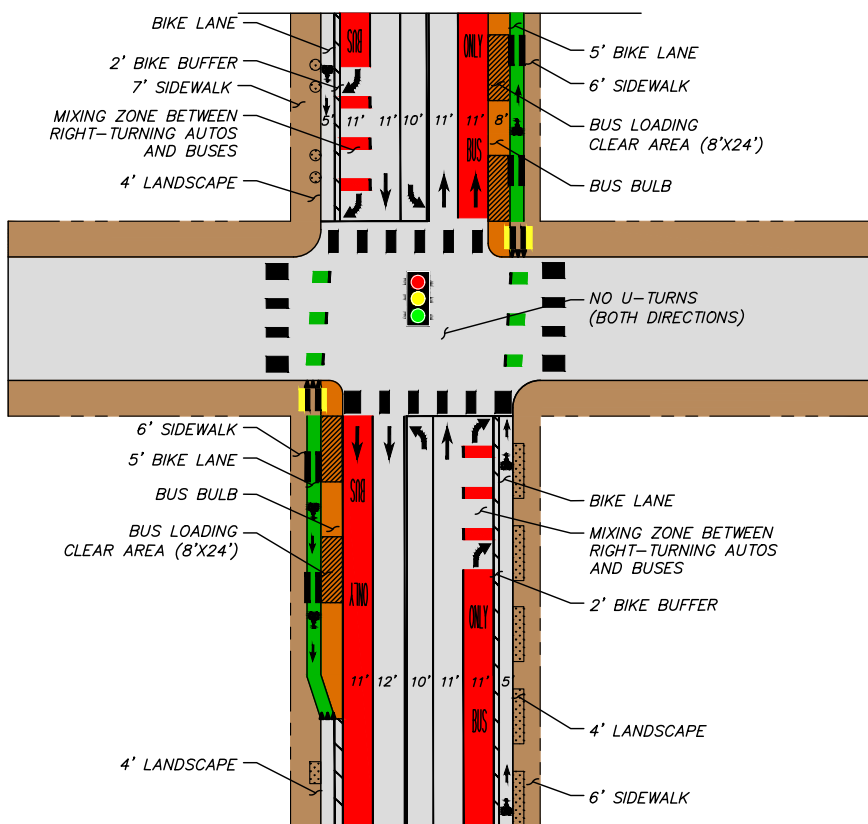 BIKE LANE
2' BIKE BUFFER
7' SIDEWALK
MIXING ZONE BETWEEN
RIGHT-TURNING AUTOS
AND BUSES
4' LANDSCAPE
BUS
ONLY
5' 11' 11' 10' 11' 11' 8'
BUS
5' BIKE LANE
6' SIDEWALK
BUS LOADING
CLEAR AREA (8'X24')
BUS BULB
NO U-TURNS
(BOTH DIRECTIONS)
6' SIDEWALK
5' BIKE LANE
BUS BULB
BUS LOADING
CLEAR AREA (8'X24')
4' LANDSCAPE
BUS
ONLY
ONLY
11' 12' 10' 11' 11' 5'
BUS
BIKE LANE
MIXING ZONE BETWEEN
RIGHT-TURNING AUTOS
AND BUSES
2' BIKE BUFFER
4' LANDSCAPE
6' SIDEWALK